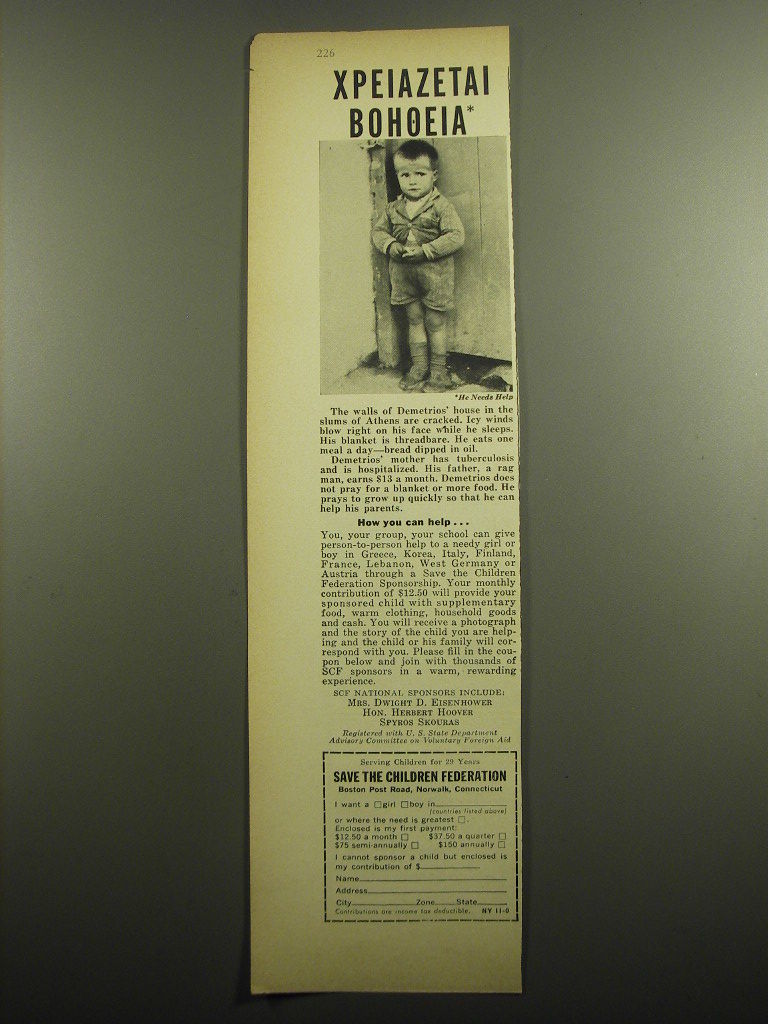 226
ΧΡΕΙΑΖΕΤΑΙ
ΒΟΗΘΕΙΑ*
*He Needs Help
The walls of Demetrios' house in the
slums of Athens are cracked. Icy winds
blow right on his face while he sleeps.
His blanket is threadbare. He eats one
meal a day—bread dipped in oil.
Demetrios' mother has tuberculosis
and is hospitalized. His father, a rag
man, earns $13 a month. Demetrios does
not pray for a blanket or more food. He
prays to grow up quickly so that he can
help his parents.
How you can help . . .
You, your group, your school can give
person-to-person help to a needy girl or
boy in Greece, Korea, Italy, Finland,
France, Lebanon, West Germany or
Austria through a Save the Children
Federation Sponsorship. Your monthly
contribution of $12.50 will provide your
sponsored child with supplementary
food, warm clothing, household goods
and cash. You will receive a photograph
and the story of the child you are help-
ing and the child or his family will cor-
respond with you. Please fill in the cou-
pon below and join with thousands of
SCF sponsors in a warm, rewarding
experience.
SCF NATIONAL SPONSORS INCLUDE:
MRS. DWIGHT D. EISENHOWER
HON. HERBERT HOOVER
SPYROS SKOURAS
Registered with U. S. State Department
Advisory Committee on Voluntary Foreign Aid
Serving Children for 29 Years
SAVE THE CHILDREN FEDERATION
Boston Post Road, Norwalk, Connecticut
I want a □girl □boy in
(countries listed above)
or where the need is greatest □.
Enclosed is my first payment:
$12.50 a month □ $37.50 a quarter □
$75 semi-annually □ $150 annually □
I cannot sponsor a child but enclosed is
my contribution of $
Name
Address
City Zone State
Contributions are income tax deductible. NY 11-0